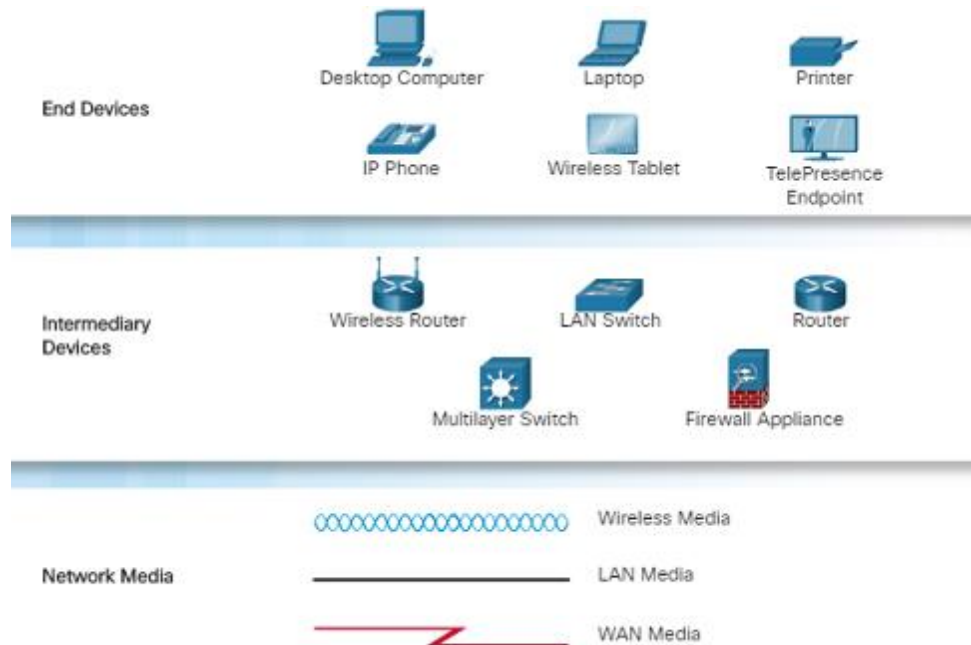 Desktop Computer
Laptop
Printer
End Devices
IP Phone
Wireless Tablet
TelePresence
Endpoint
Wireless Router
LAN Switch
Router
Intermediary
Devices
Multilayer Switch
Firewall Appliance
Wireless Media
Network Media
LAN Media
WAN Media